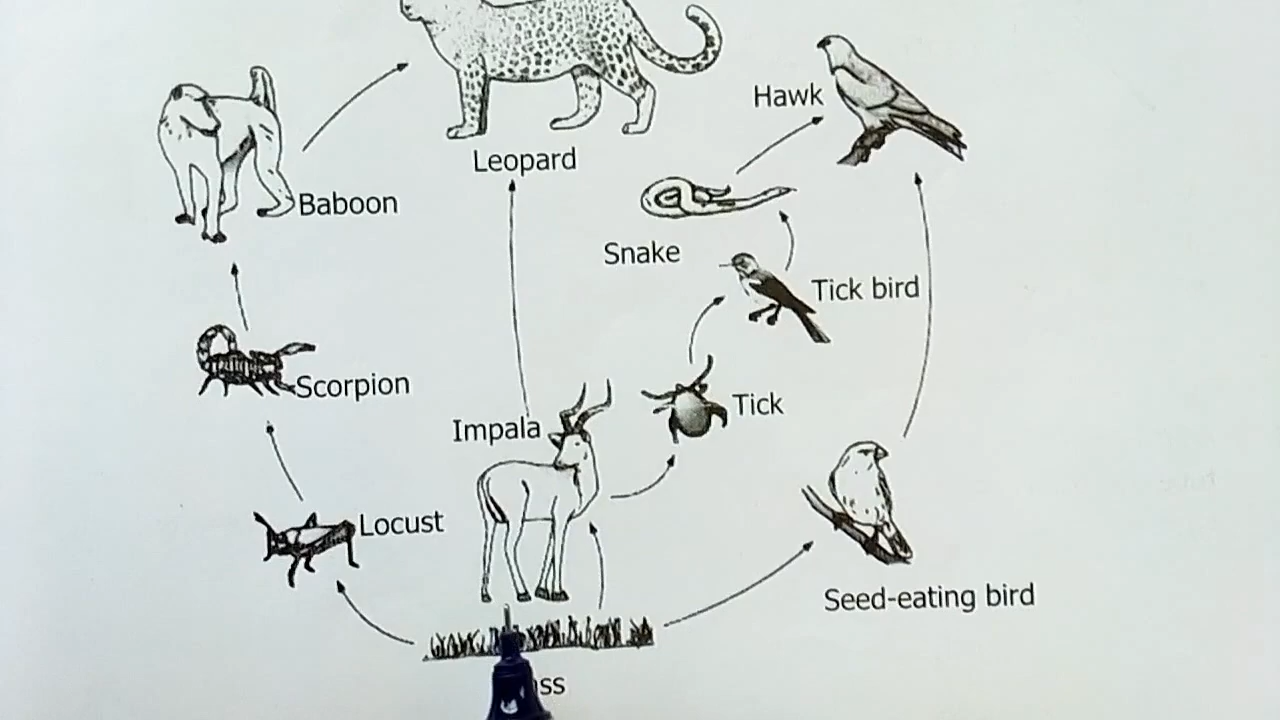 Hawk
Leopard
Baboon
Snake
Tick bird
Scorpion
Tick
Impala
Locust
Seed-eating bird